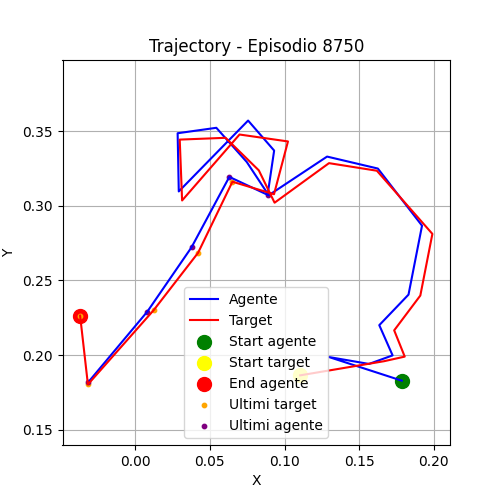 Trajectory - Episodio 8750
Y
0.35
0.30
0.25
0.20
0.15
Agente
Target
Start agente
Start target
End agente
Ultimi target
Ultimi agente
0.00
0.05
0.10
0.15
0.20
X